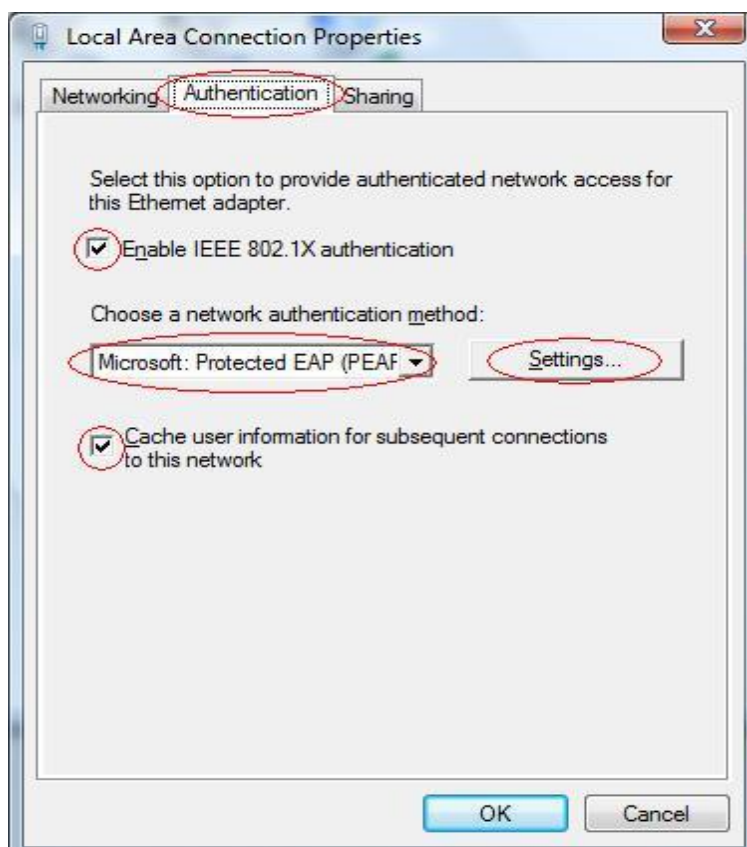 Local Area Connection Properties
Networking Authentication Sharing
Select this option to provide authenticated network access for
this Ethernet adapter.
Enable IEEE 802.1X authentication
Choose a network authentication method:
Microsoft: Protected EAP (PEAP Settings...
Cache user information for subsequent connections
to this network
OK Cancel